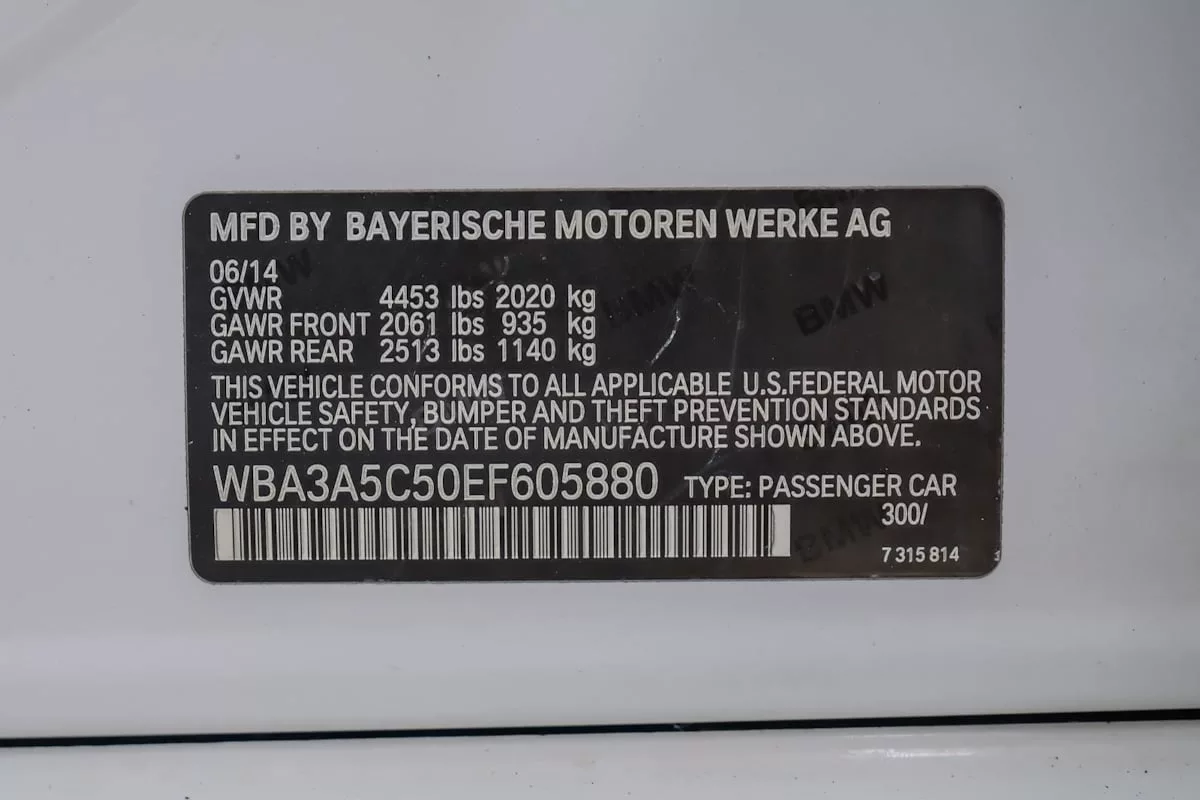 MFD BY BAYERISCHE MOTOREN WERKE AG
06/14
GVWR 4453 lbs 2020 kg
GAWR FRONT 2061 lbs 935 kg
GAWR REAR 2513 lbs 1140 kg
THIS VEHICLE CONFORMS TO ALL APPLICABLE U.S.FEDERAL MOTOR
VEHICLE SAFETY, BUMPER AND THEFT PREVENTION STANDARDS
IN EFFECT ON THE DATE OF MANUFACTURE SHOWN ABOVE.
WBA3A5C50EF605880 TYPE: PASSENGER CAR
300/
7 315 814
BMW
BMW
BMW